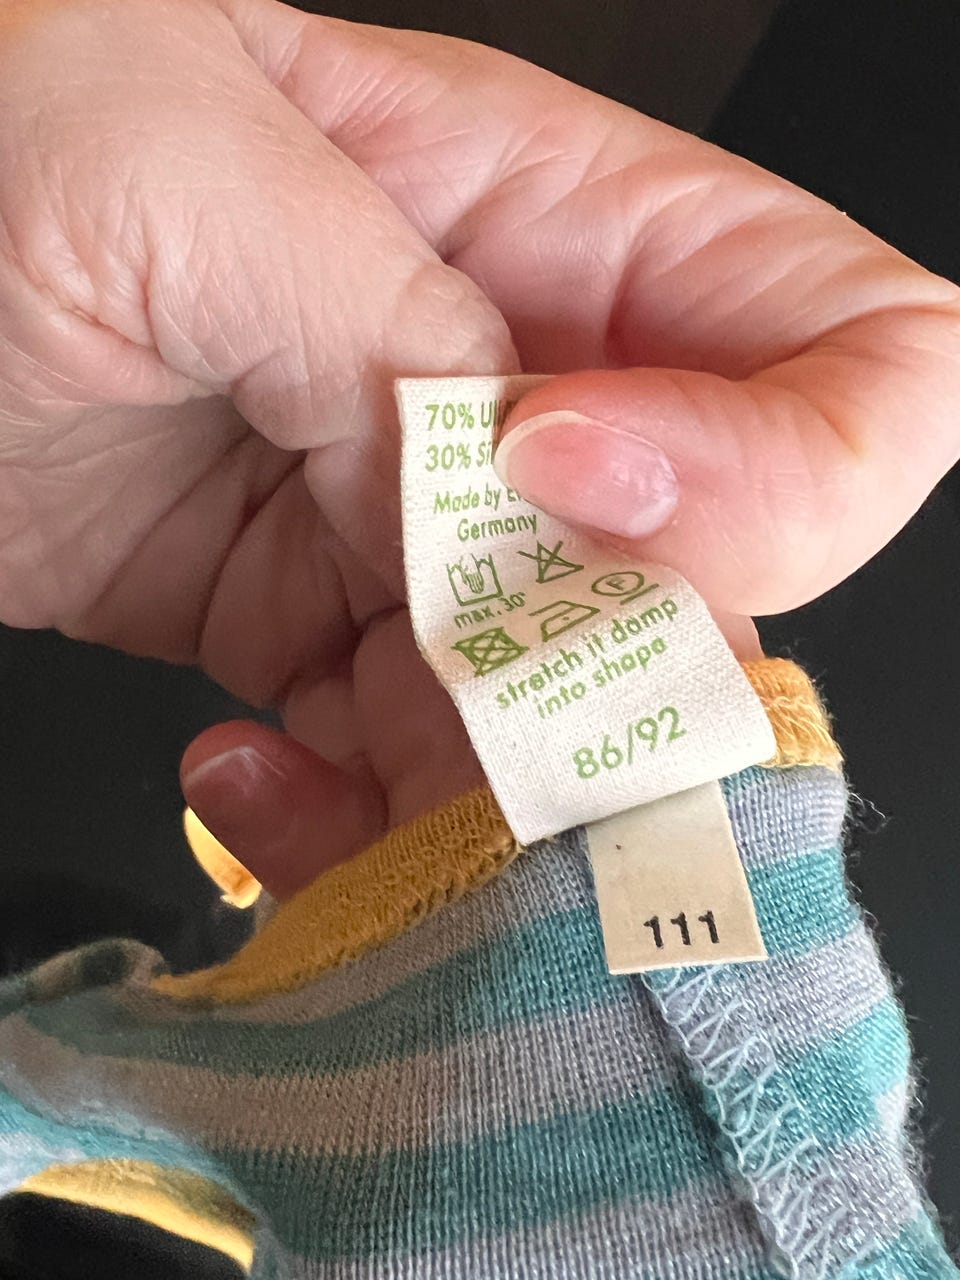 70%
30%
Made by
Germany
F
max. 30°
stretch it damp
into shape
86/92
111